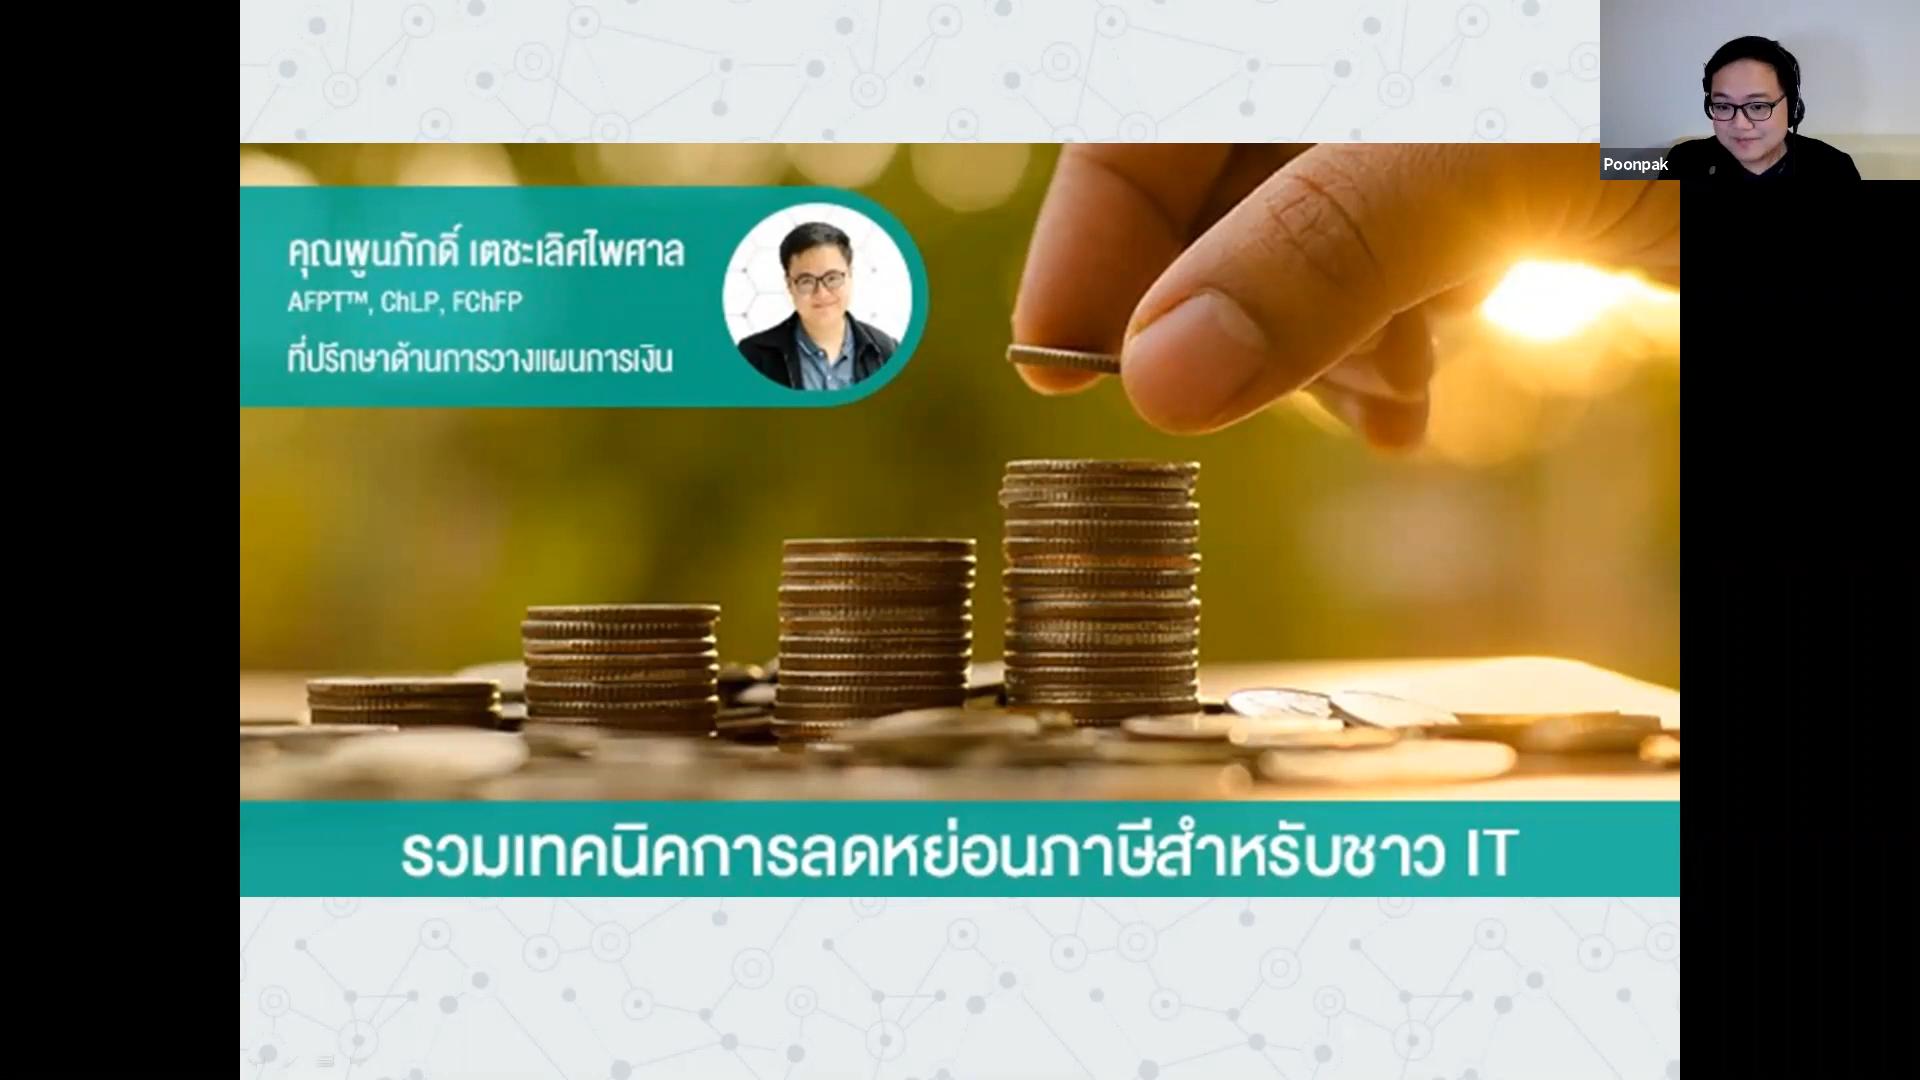 คุณพูนภักดิ์ เตชะเลิศไพศาล
AFPT™, ChLP, FChFP
ที่ปรึกษาด้านการวางแผนการเงิน
Poonpak
รวมเทคนิคการลดหย่อนภาษีสำหรับชาว IT